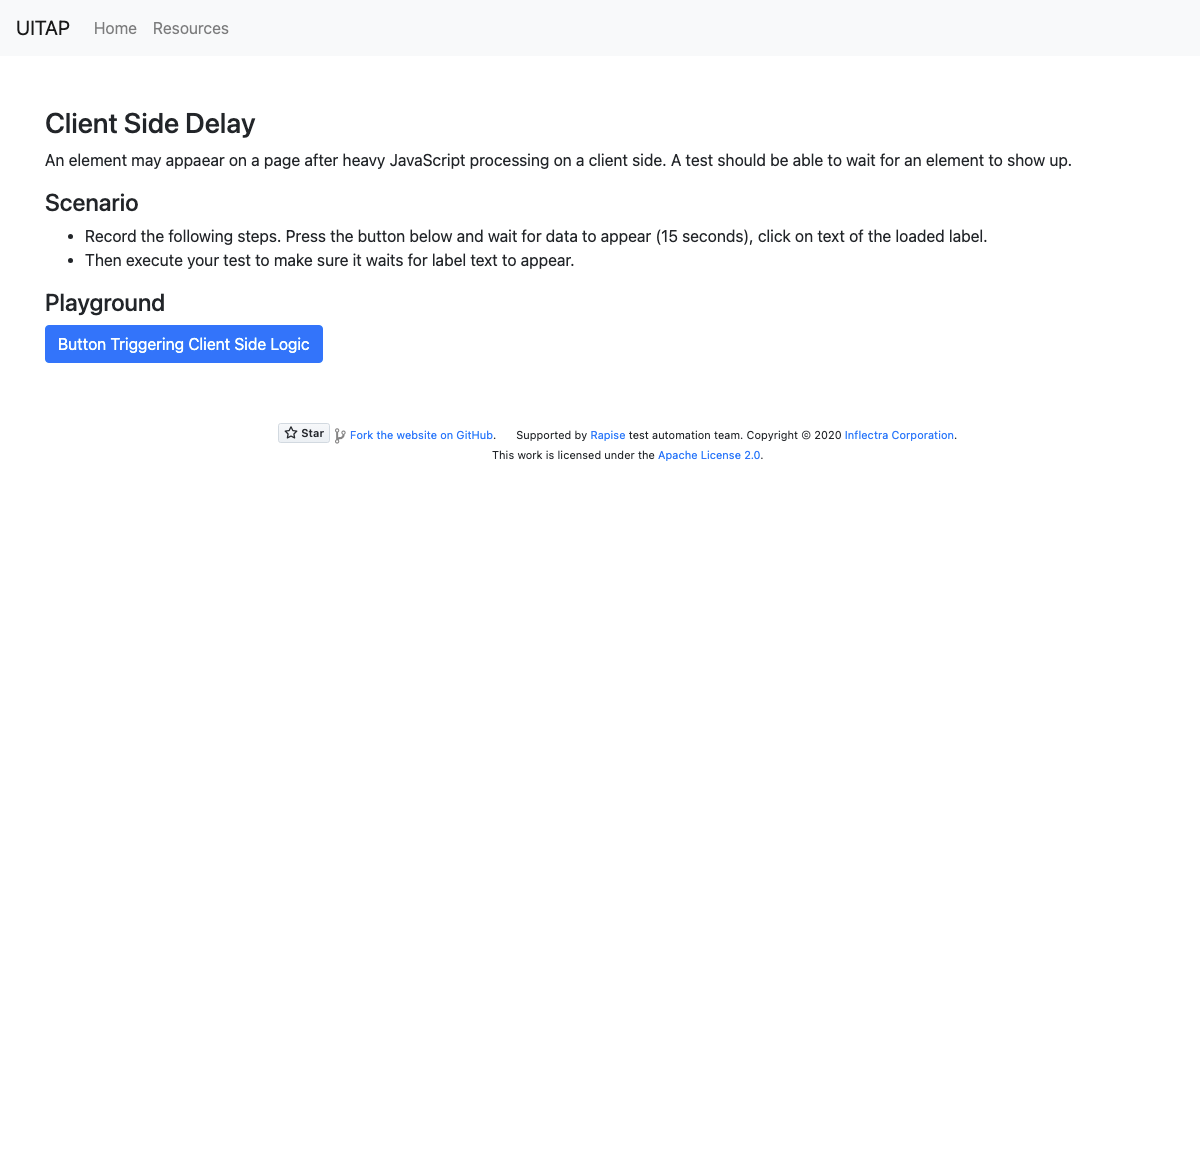 UITAP Home Resources
Client Side Delay
An element may appaear on a page after heavy JavaScript processing on a client side. A test should be able to wait for an element to show up.
Scenario
• Record the following steps. Press the button below and wait for data to appear (15 seconds), click on text of the loaded label.
• Then execute your test to make sure it waits for label text to appear.
Playground
Button Triggering Client Side Logic
Star Fork the website on GitHub. Supported by Rapise test automation team. Copyright © 2020 Inflectra Corporation.
This work is licensed under the Apache License 2.0.